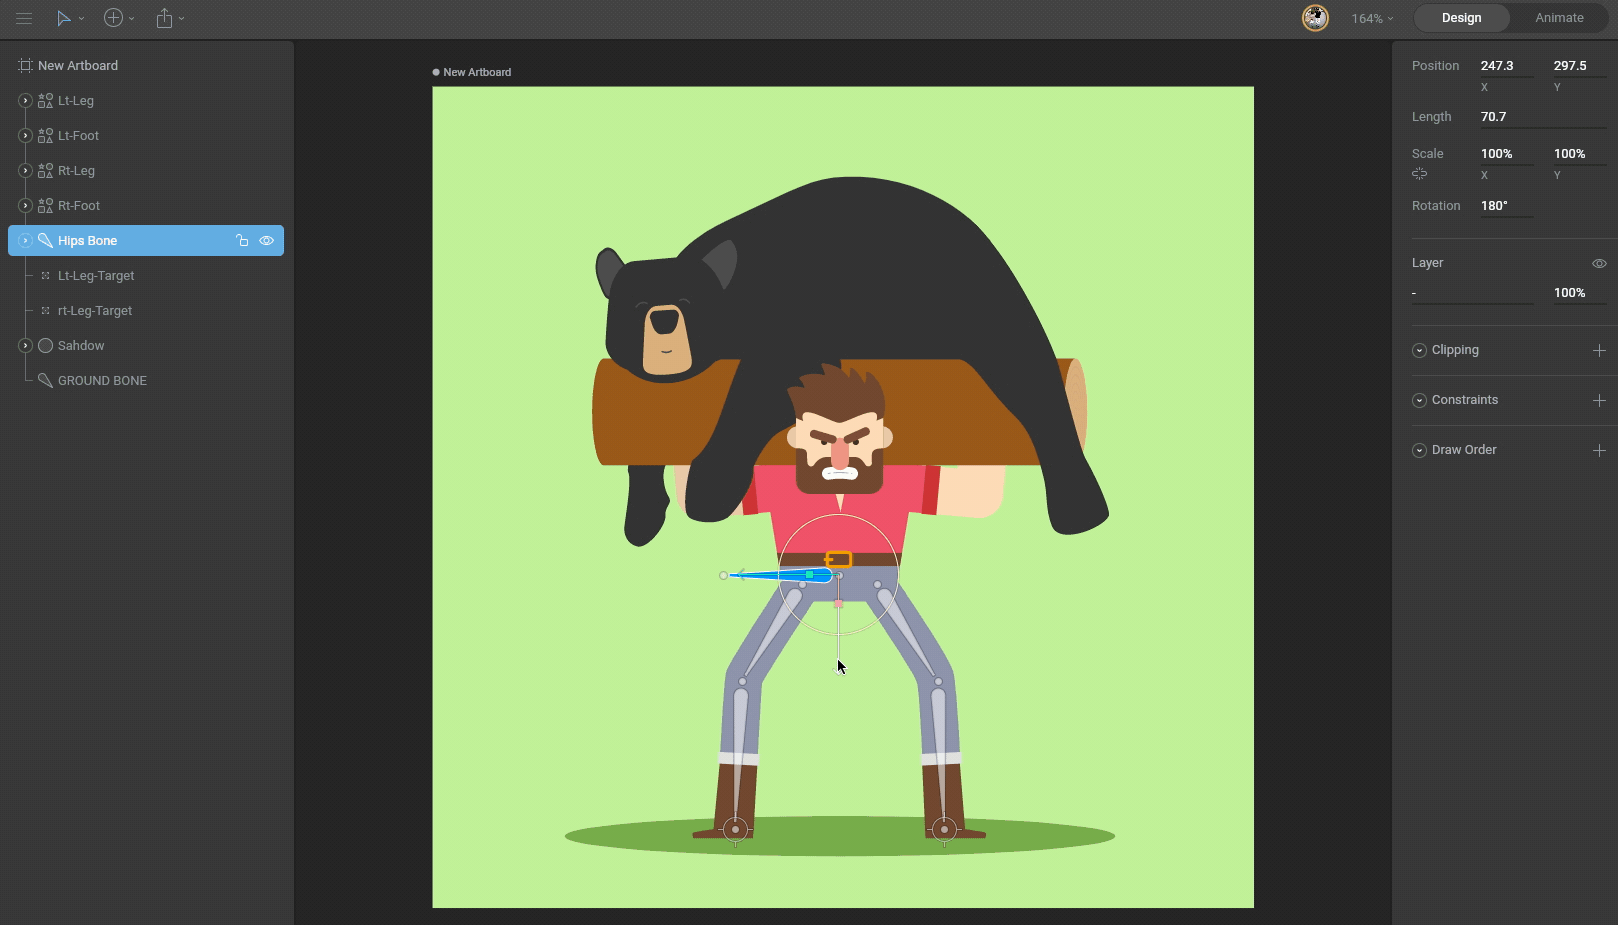 164%
Design
Animate
New Artboard
Lt-Leg
Lt-Foot
Rt-Leg
Rt-Foot
Hips Bone
Lt-Leg-Target
rt-Leg-Target
Sahdow
GROUND BONE
New Artboard
Position 247.3 297.5
X Y
Length 70.7
Scale 100% 100%
X Y
Rotation 180°
Layer
- 100%
Clipping
Constraints
Draw Order